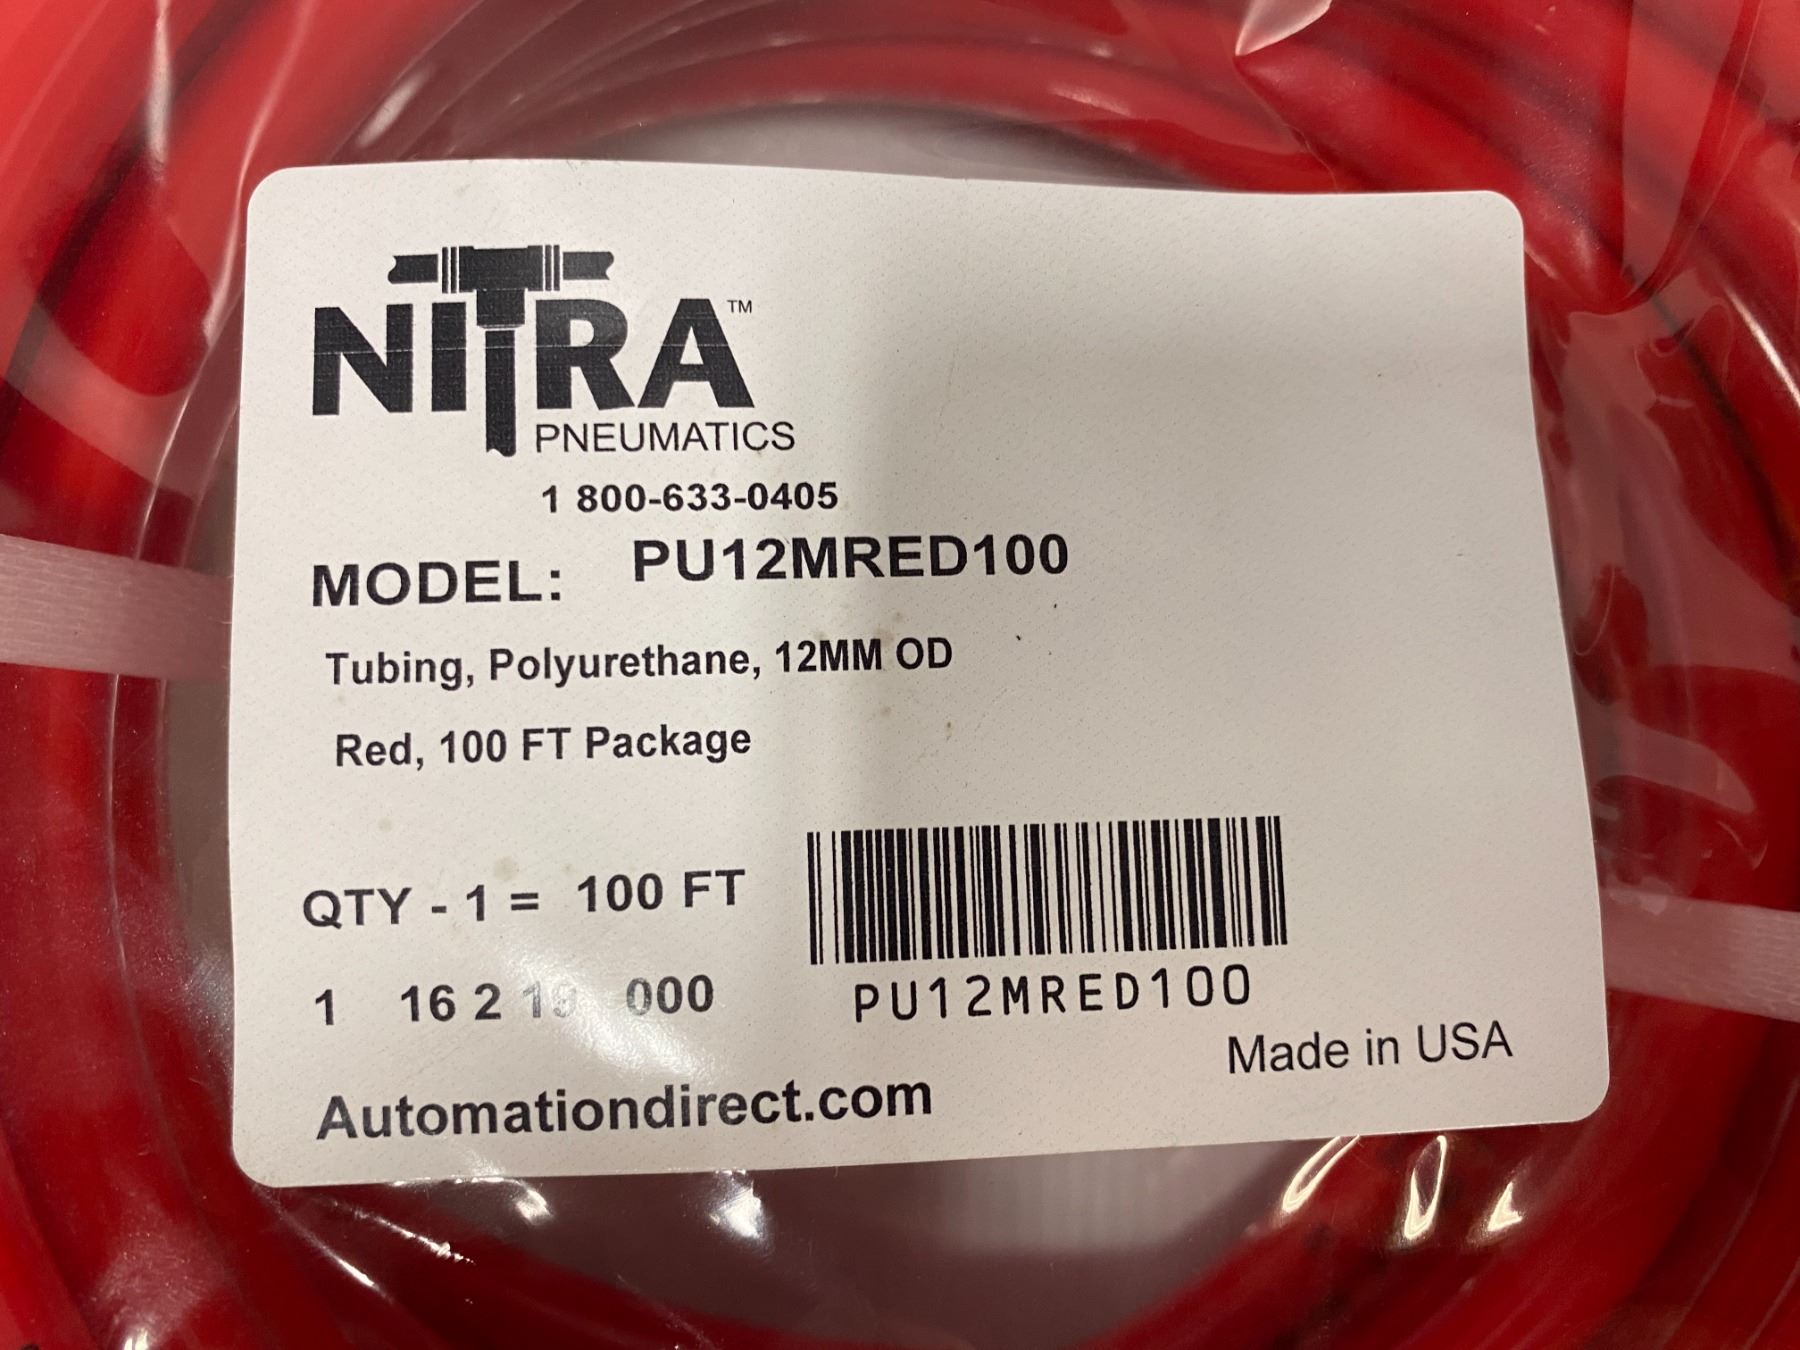 NITRA™
PNEUMATICS
1 800-633-0405
MODEL: PU12MRED100
Tubing, Polyurethane, 12MM OD
Red, 100 FT Package
QTY - 1 = 100 FT
1 16 2 19 000
PU12MRED100
Made in USA
Automationdirect.com